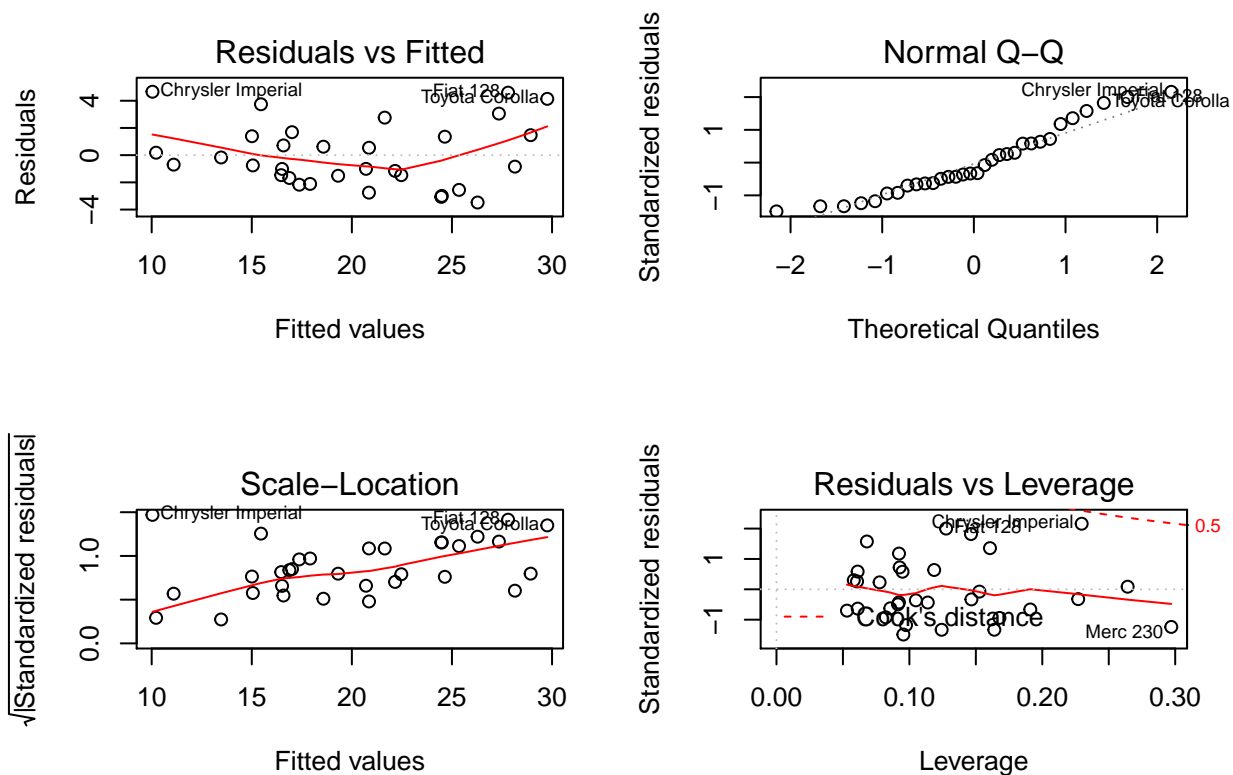 Residuals vs Fitted
Residuals
4
0
−4
Chrysler Imperial
Fiat 128
Toyota Corolla
10 15 20 25 30
Fitted values
Normal Q−Q
Standardized residuals
1
−1
Chrysler Imperial
Fiat 128
Toyota Corolla
−2 −1 0 1 2
Theoretical Quantiles
Scale−Location
√|Standardized residuals|
1.0
0.0
Chrysler Imperial
Fiat 128
Toyota Corolla
10 15 20 25 30
Fitted values
Residuals vs Leverage
Standardized residuals
1
−1
Chrysler Imperial
Fiat 128
0.5
Cook's distance
Merc 230
0.00 0.10 0.20 0.30
Leverage